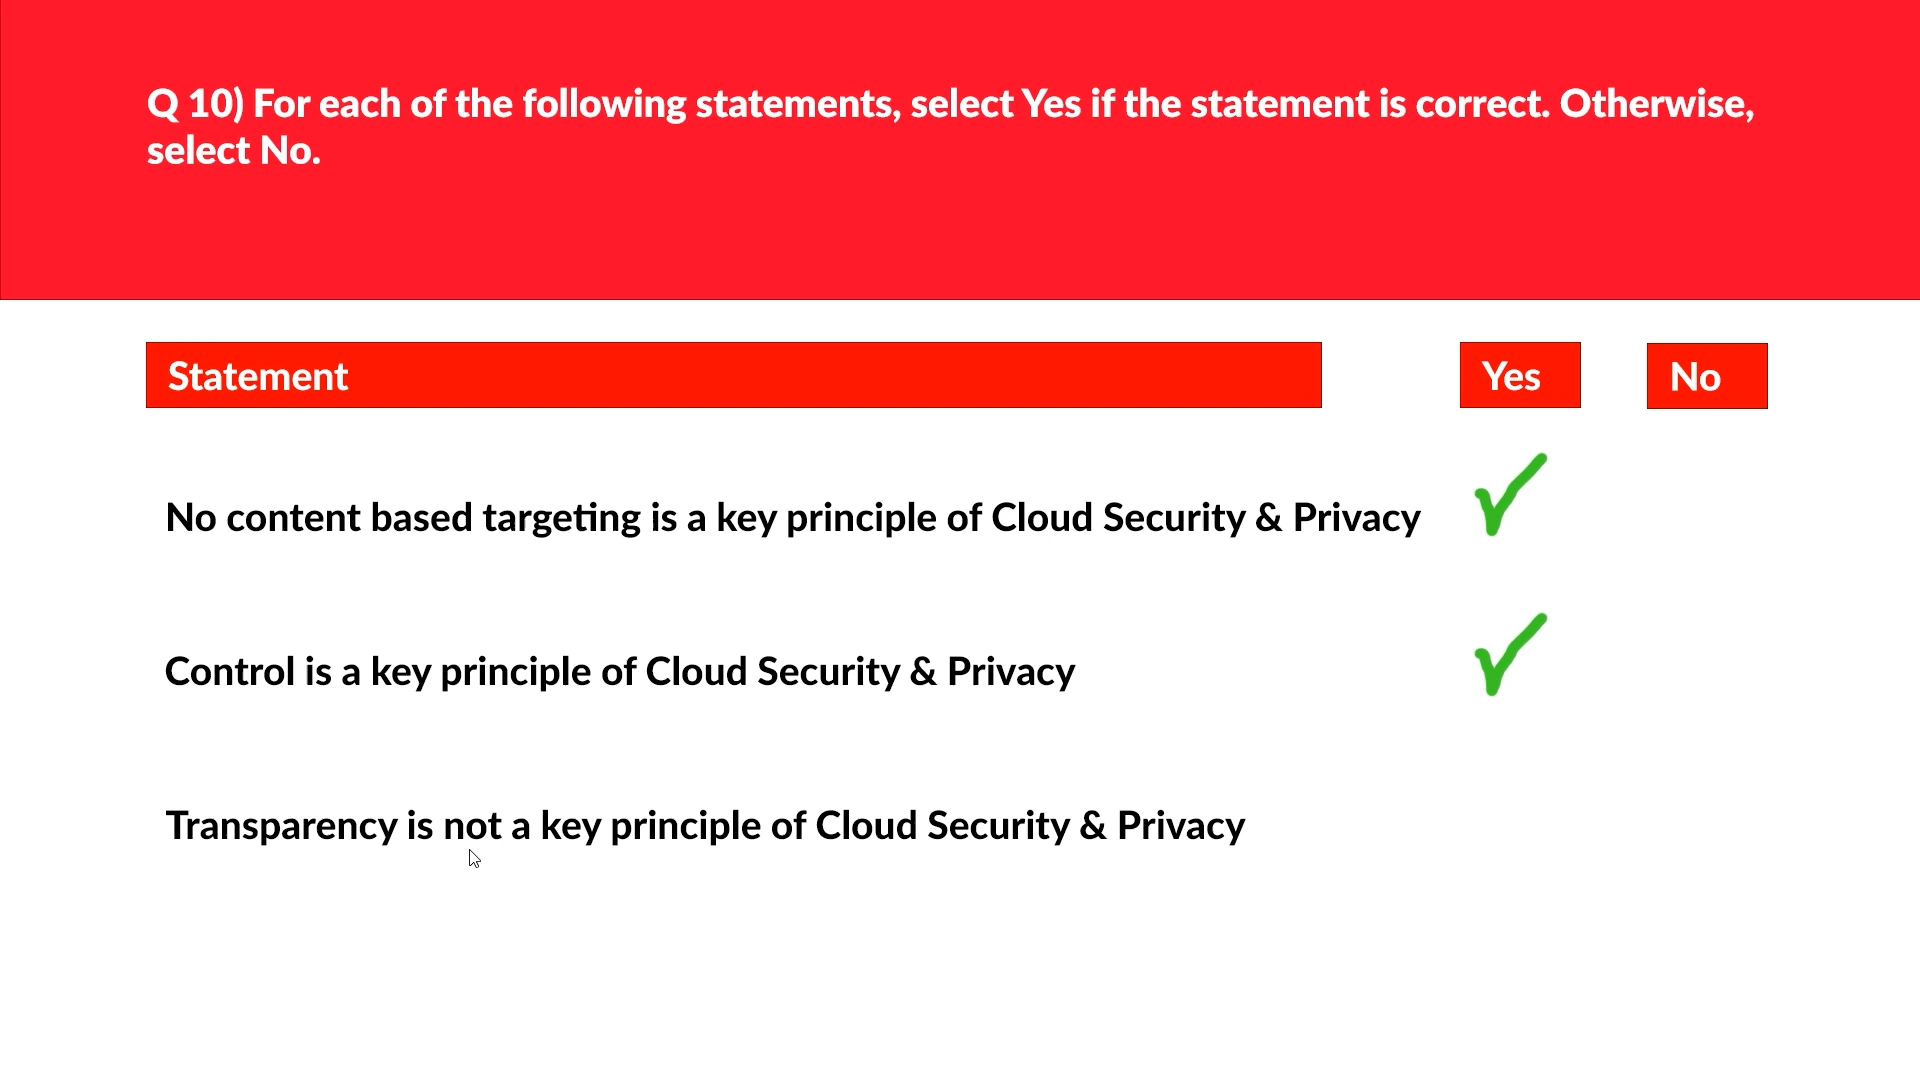 Q 10) For each of the following statements, select Yes if the statement is correct. Otherwise,
select No.
Statement Yes No
No content based targeting is a key principle of Cloud Security & Privacy
Control is a key principle of Cloud Security & Privacy
Transparency is not a key principle of Cloud Security & Privacy